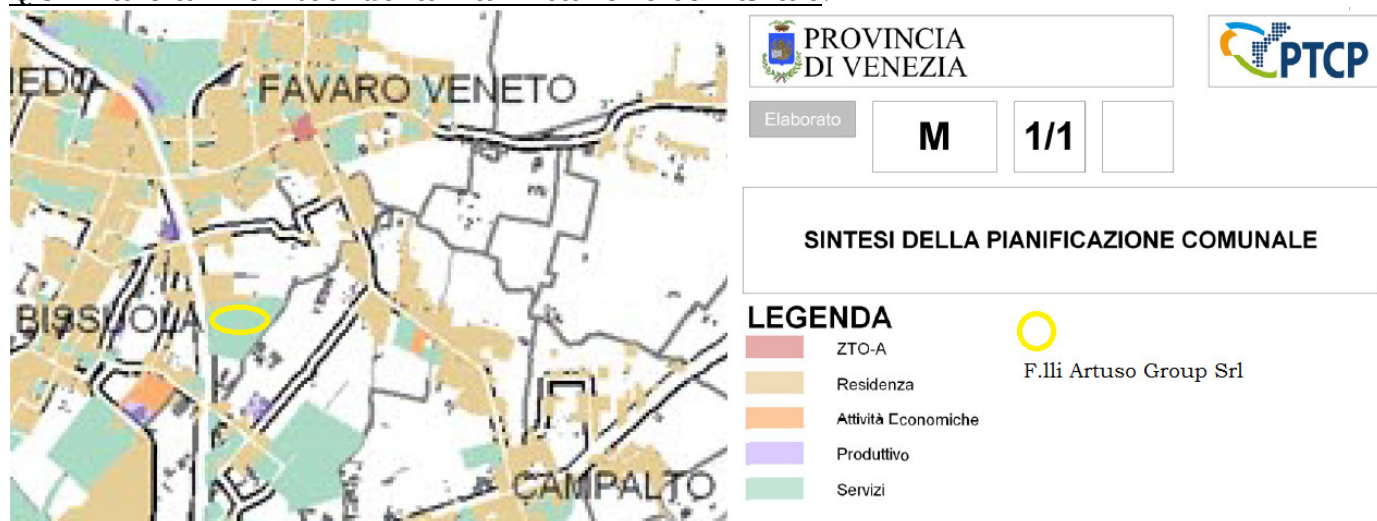 FAVARO VENETO
BISSUOLA
CAMPALTO
PROVINCIA
DI VENEZIA
PTCP
Elaborato
M
1/1
SINTESI DELLA PIANIFICAZIONE COMUNALE
LEGENDA
ZTO-A
Residenza
Attività Economiche
Produttivo
Servizi
F.lli Artuso Group Srl